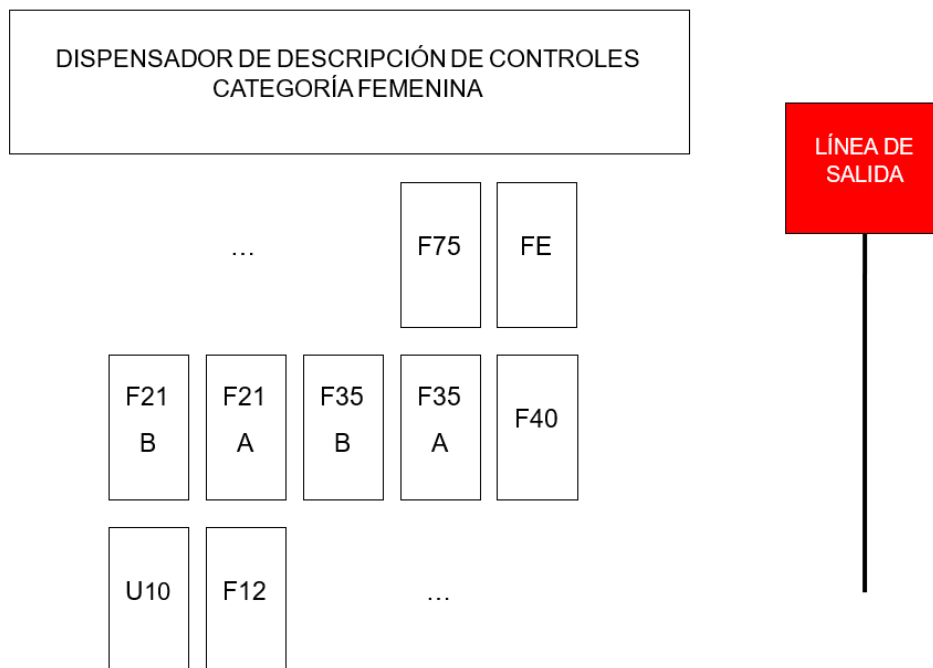 DISPENSADOR DE DESCRIPCIÓN DE CONTROLES
CATEGORÍA FEMENINA
LÍNEA DE
SALIDA
...
F75
FE
F21
B
F21
A
F35
B
F35
A
F40
U10
F12
...